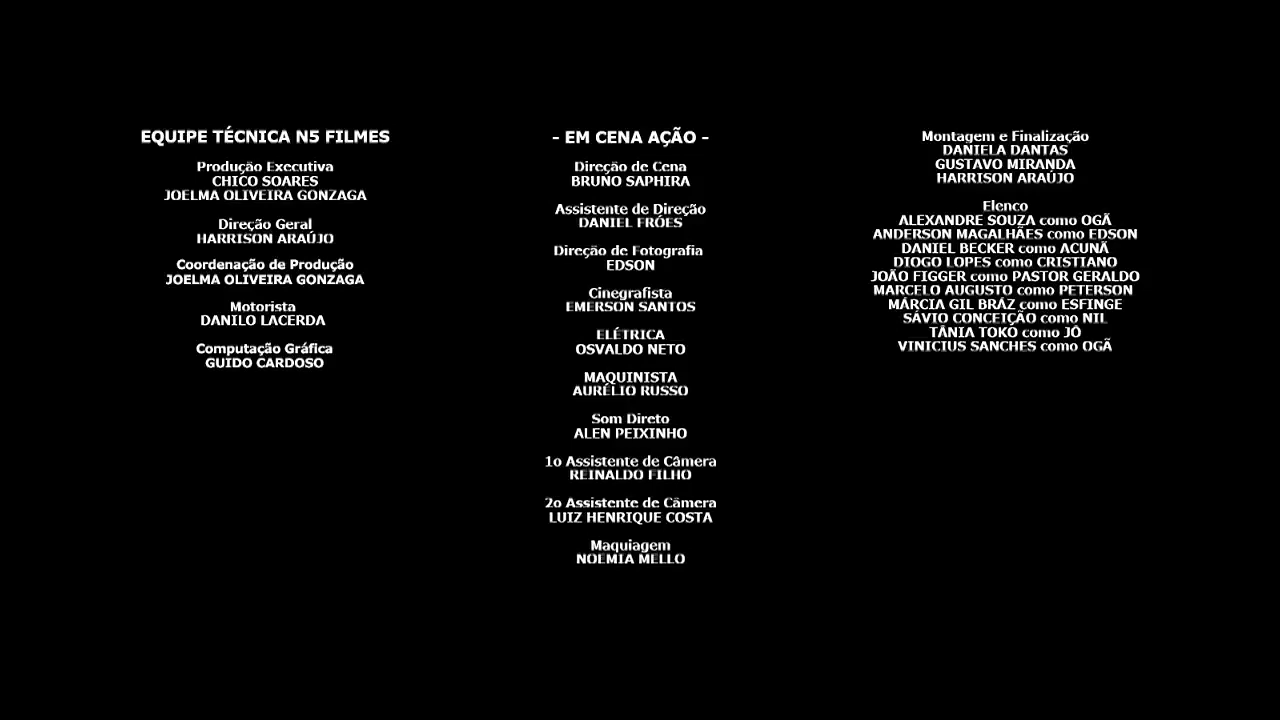 EQUIPE TÉCNICA N5 FILMES
Produção Executiva
CHICO SOARES
JOELMA OLIVEIRA GONZAGA
Direção Geral
HARRISON ARAÚJO
Coordenação de Produção
JOELMA OLIVEIRA GONZAGA
Motorista
DANILO LACERDA
Computação Gráfica
GUIDO CARDOSO
- EM CENA AÇÃO -
Direção de Cena
BRUNO SAPHIRA
Assistente de Direção
DANIEL FRÓES
Direção de Fotografia
EDSON
Cinegrafista
EMERSON SANTOS
ELÉTRICA
OSVALDO NETO
MAQUINISTA
AURÉLIO RUSSO
Som Direto
ALEN PEIXINHO
1o Assistente de Câmera
REINALDO FILHO
2o Assistente de Câmera
LUIZ HENRIQUE COSTA
Maquiagem
NOEMIA MELLO
Montagem e Finalização
DANIELA DANTAS
GUSTAVO MIRANDA
HARRISON ARAÚJO
Elenco
ALEXANDRE SOUZA como OGÃ
ANDERSON MAGALHÃES como EDSON
DANIEL BECKER como ACUNÃ
DIOGO LOPES como CRISTIANO
JOÃO FIGGER como PASTOR GERALDO
MARCELO AUGUSTO como PETERSON
MÁRCIA GIL BRÁZ como ESFINGE
SÁVIO CONCEIÇÃO como NIL
TÂNIA TOKO como JÔ
VINICIUS SANCHES como OGÃ